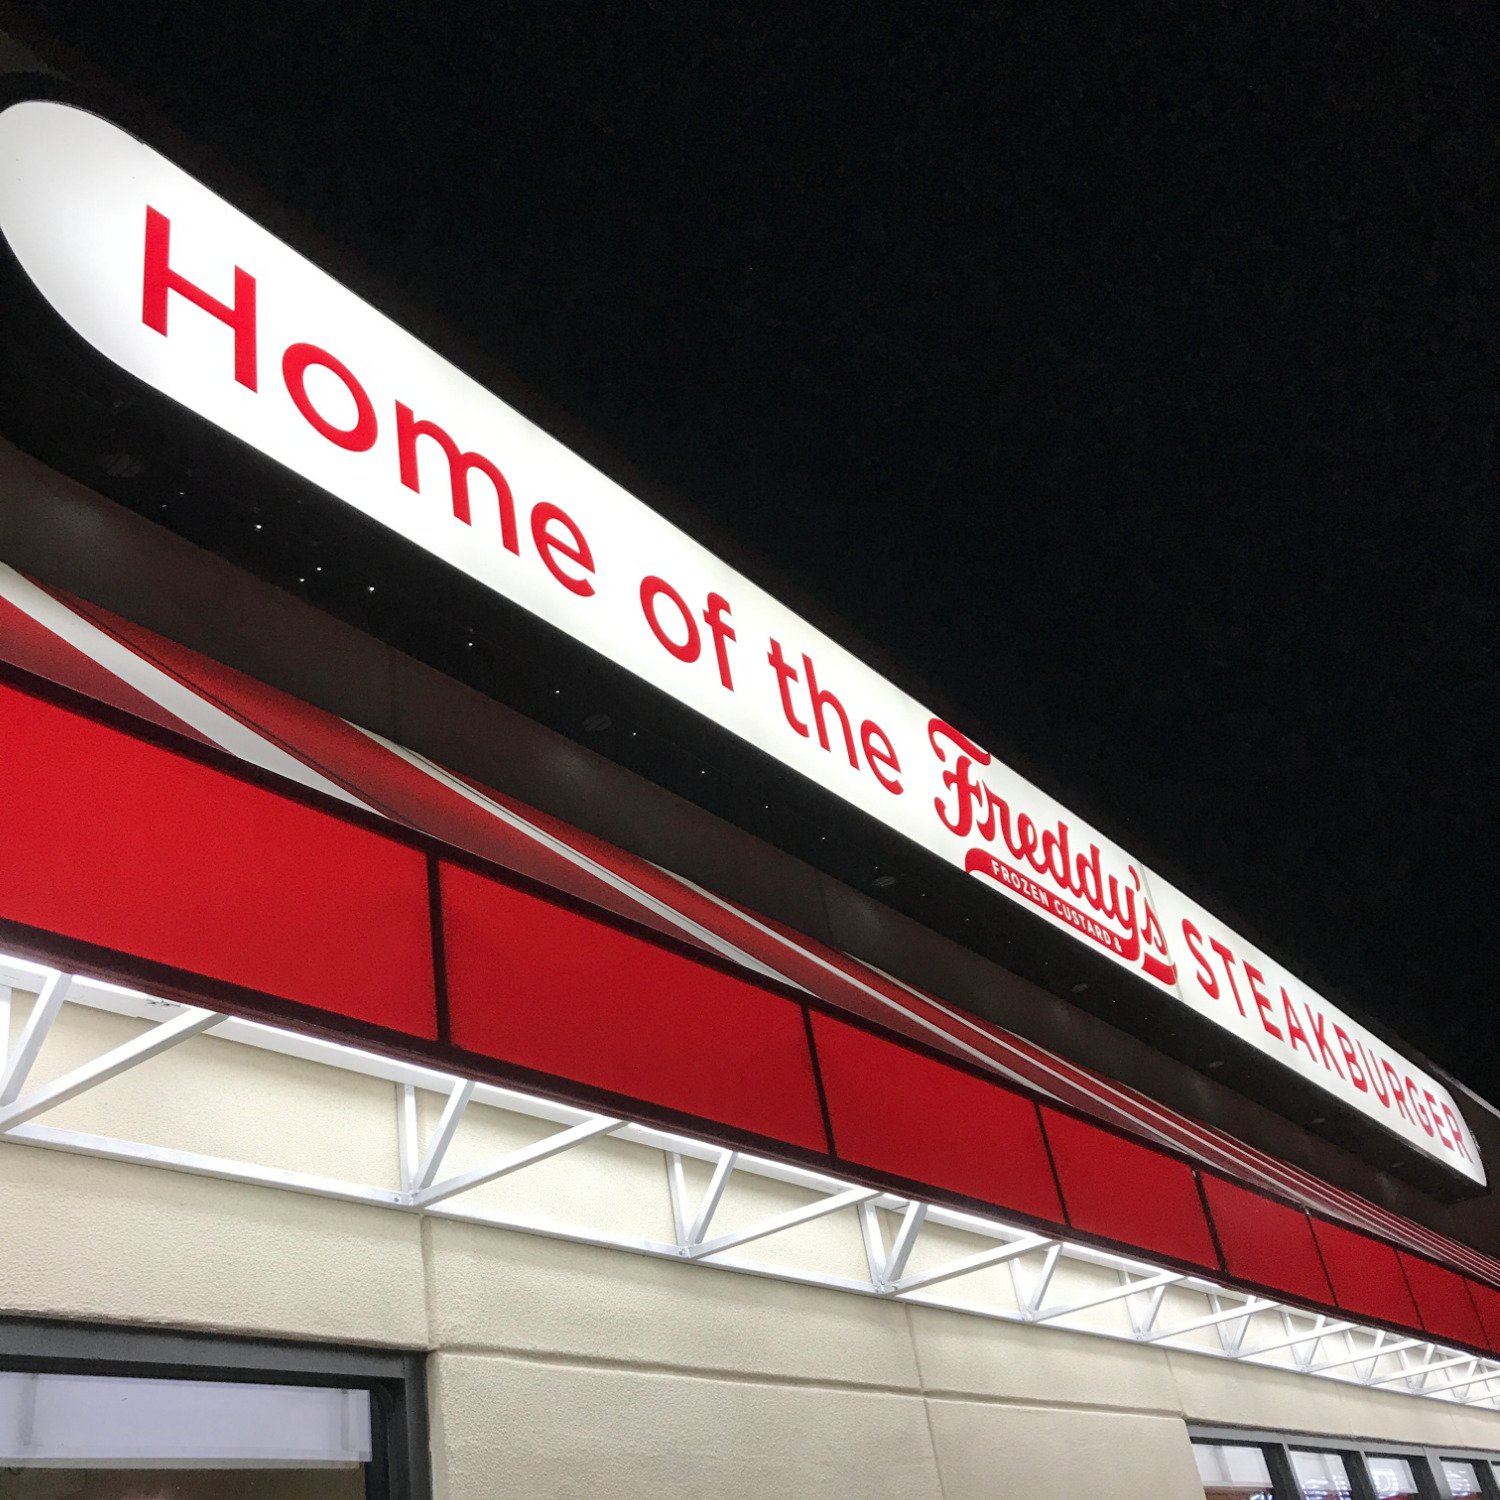 Home of the Freddy's STEAKBURGER
FROZEN CUSTARD &